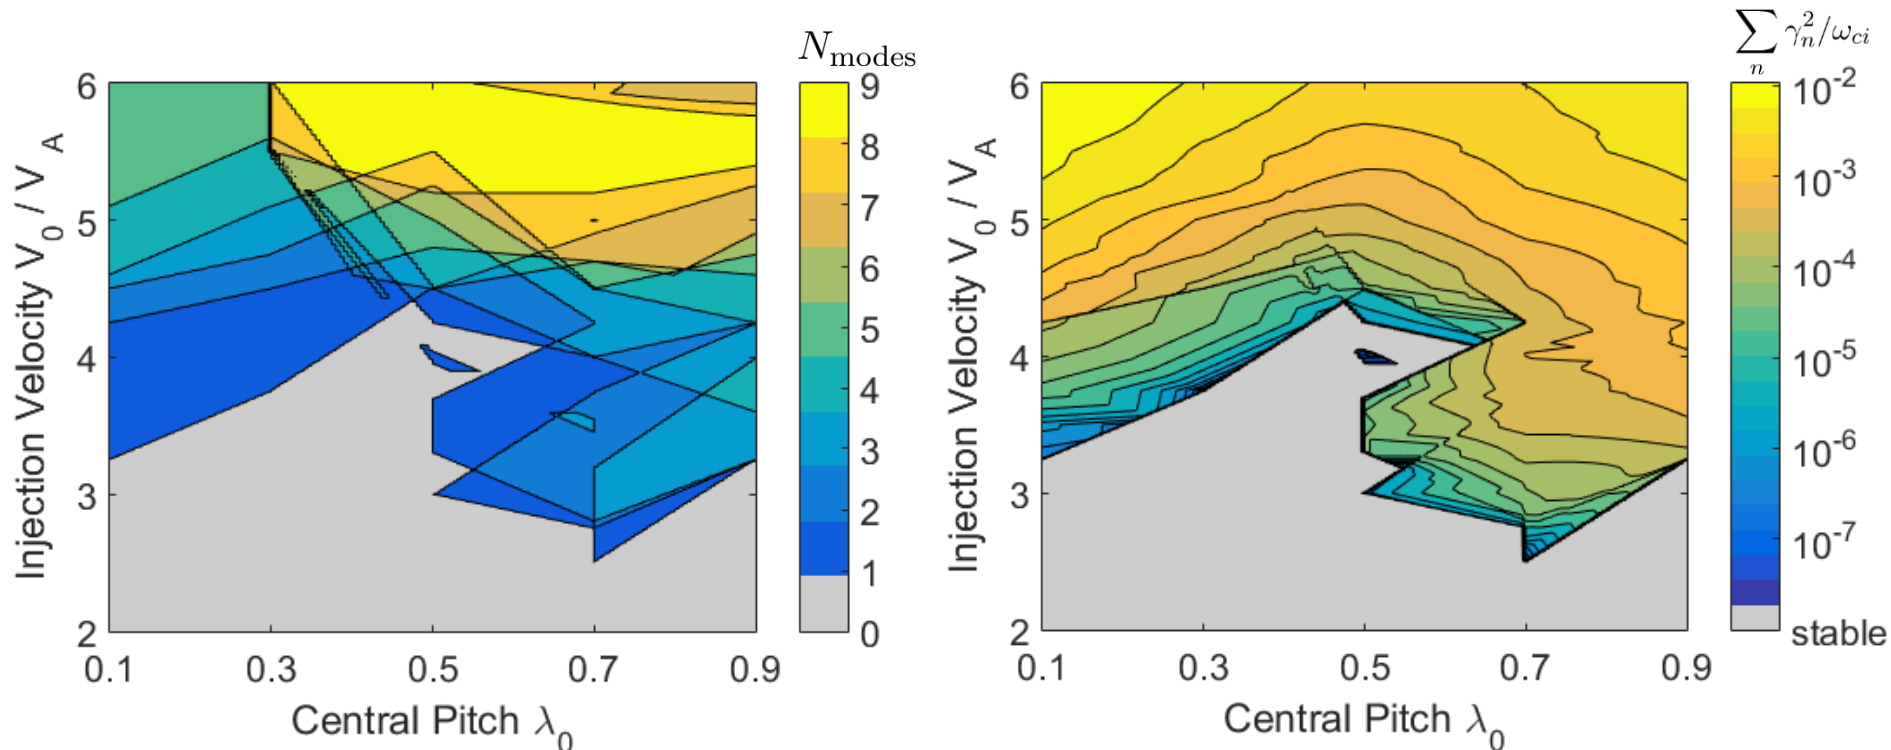 N_modes
6
5
4
3
2
0.1 0.3 0.5 0.7 0.9
Injection Velocity V_0 / V_A
Central Pitch λ_0
9
8
7
6
5
4
3
2
1
0
∑_n γ_n^2/ω_ci
6
5
4
3
2
0.1 0.3 0.5 0.7 0.9
Injection Velocity V_0 / V_A
Central Pitch λ_0
10^-2
10^-3
10^-4
10^-5
10^-6
10^-7
stable